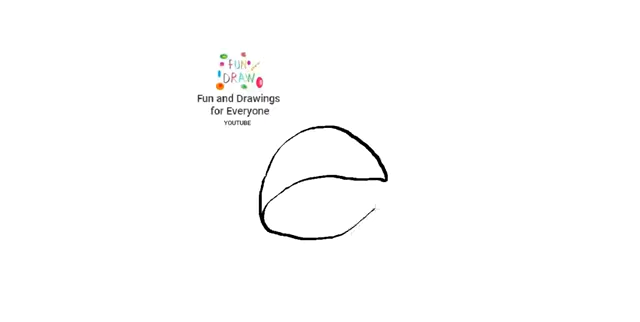 FUN
DRAW
Fun and Drawings
for Everyone
YOUTUBE